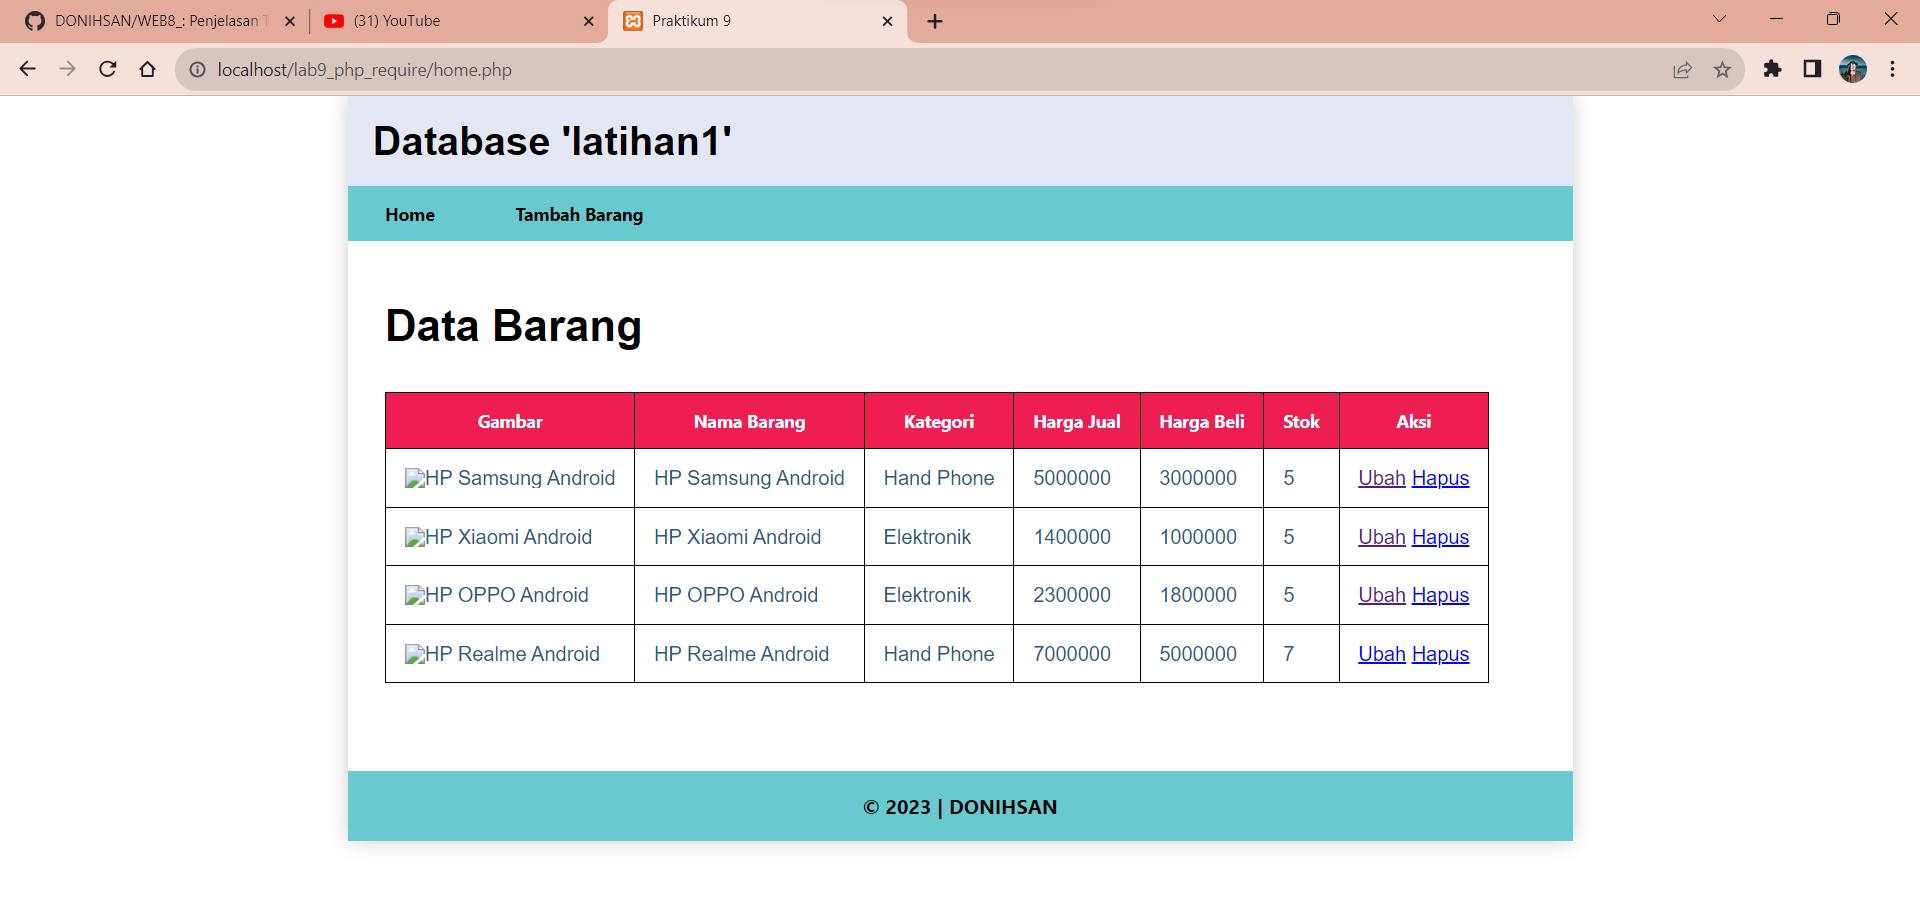 DONIHSAN/WEB8_: Penjelasan T
(31) YouTube
Praktikum 9
localhost/lab9_php_require/home.php
Database 'latihan1'
Home Tambah Barang
Data Barang
Gambar Nama Barang Kategori Harga Jual Harga Beli Stok Aksi
HP Samsung Android HP Samsung Android Hand Phone 5000000 3000000 5 Ubah Hapus
HP Xiaomi Android HP Xiaomi Android Elektronik 1400000 1000000 5 Ubah Hapus
HP OPPO Android HP OPPO Android Elektronik 2300000 1800000 5 Ubah Hapus
HP Realme Android HP Realme Android Hand Phone 7000000 5000000 7 Ubah Hapus
© 2023 | DONIHSAN